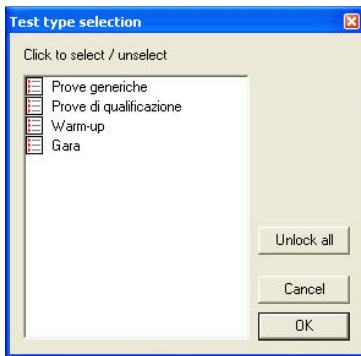 Test type selection
Click to select / unselect
Prove generiche
Prove di qualificazione
Warm-up
Gara
Unlock all
Cancel
OK